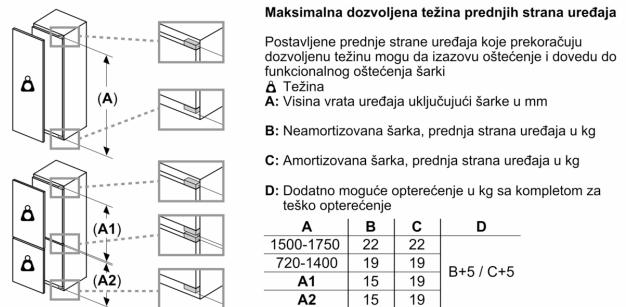 Maksimalna dozvoljena težina prednjih strana uređaja
Postavljene prednje strane uređaja koje prekoračuju
dozvoljenu težinu mogu da izazovu oštećenje i dovedu do
funkcionalnog oštećenja šarki
Težina
A: Visina vrata uređaja uključujući šarke u mm
B: Neamortizovana šarka, prednja strana uređaja u kg
C: Amortizovana šarka, prednja strana uređaja u kg
D: Dodatno moguće opterećenje u kg sa kompletom za
teško opterećenje
A B C D
1500-1750 22 22
720-1400 19 19
A1 15 19
A2 15 19
B+5 / C+5
(A)
(A1)
(A2)